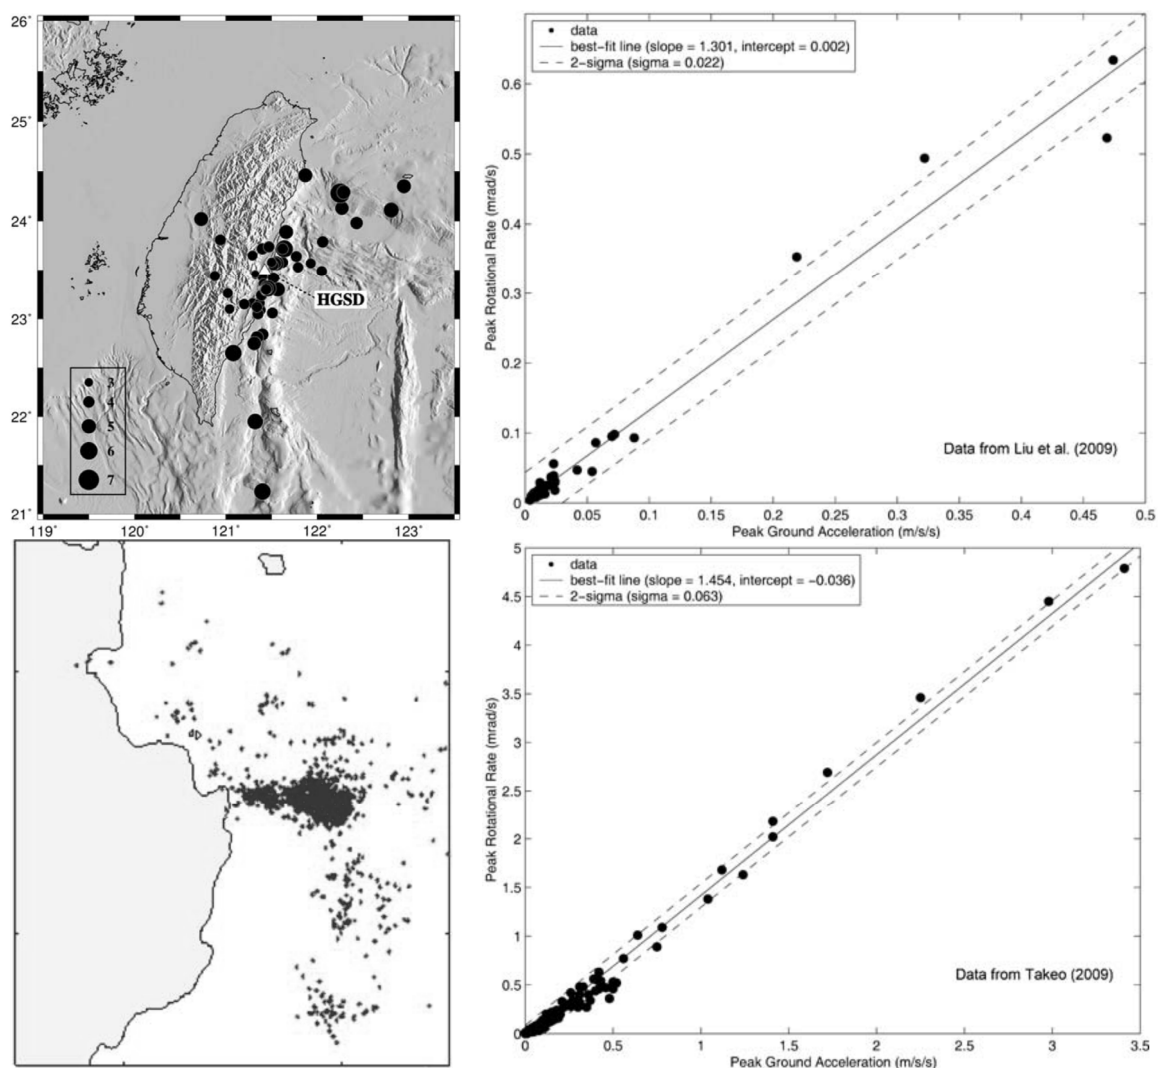 26°
25°
24°
23°
22°
21°
119°
120°
121°
122°
123°
HGSD
3
4
5
6
7
data
best-fit line (slope = 1.301, intercept = 0.002)
2-sigma (sigma = 0.022)
Peak Rotational Rate (mrad/s)
0.6
0.5
0.4
0.3
0.2
0.1
0
Data from Liu et al. (2009)
0 0.05 0.1 0.15 0.2 0.25 0.3 0.35 0.4 0.45 0.5
Peak Ground Acceleration (m/s/s)
data
best-fit line (slope = 1.454, intercept = −0.036)
2-sigma (sigma = 0.063)
Peak Rotational Rate (mrad/s)
5
4.5
4
3.5
3
2.5
2
1.5
1
0.5
0
Data from Takeo (2009)
0 0.5 1 1.5 2 2.5 3 3.5
Peak Ground Acceleration (m/s/s)